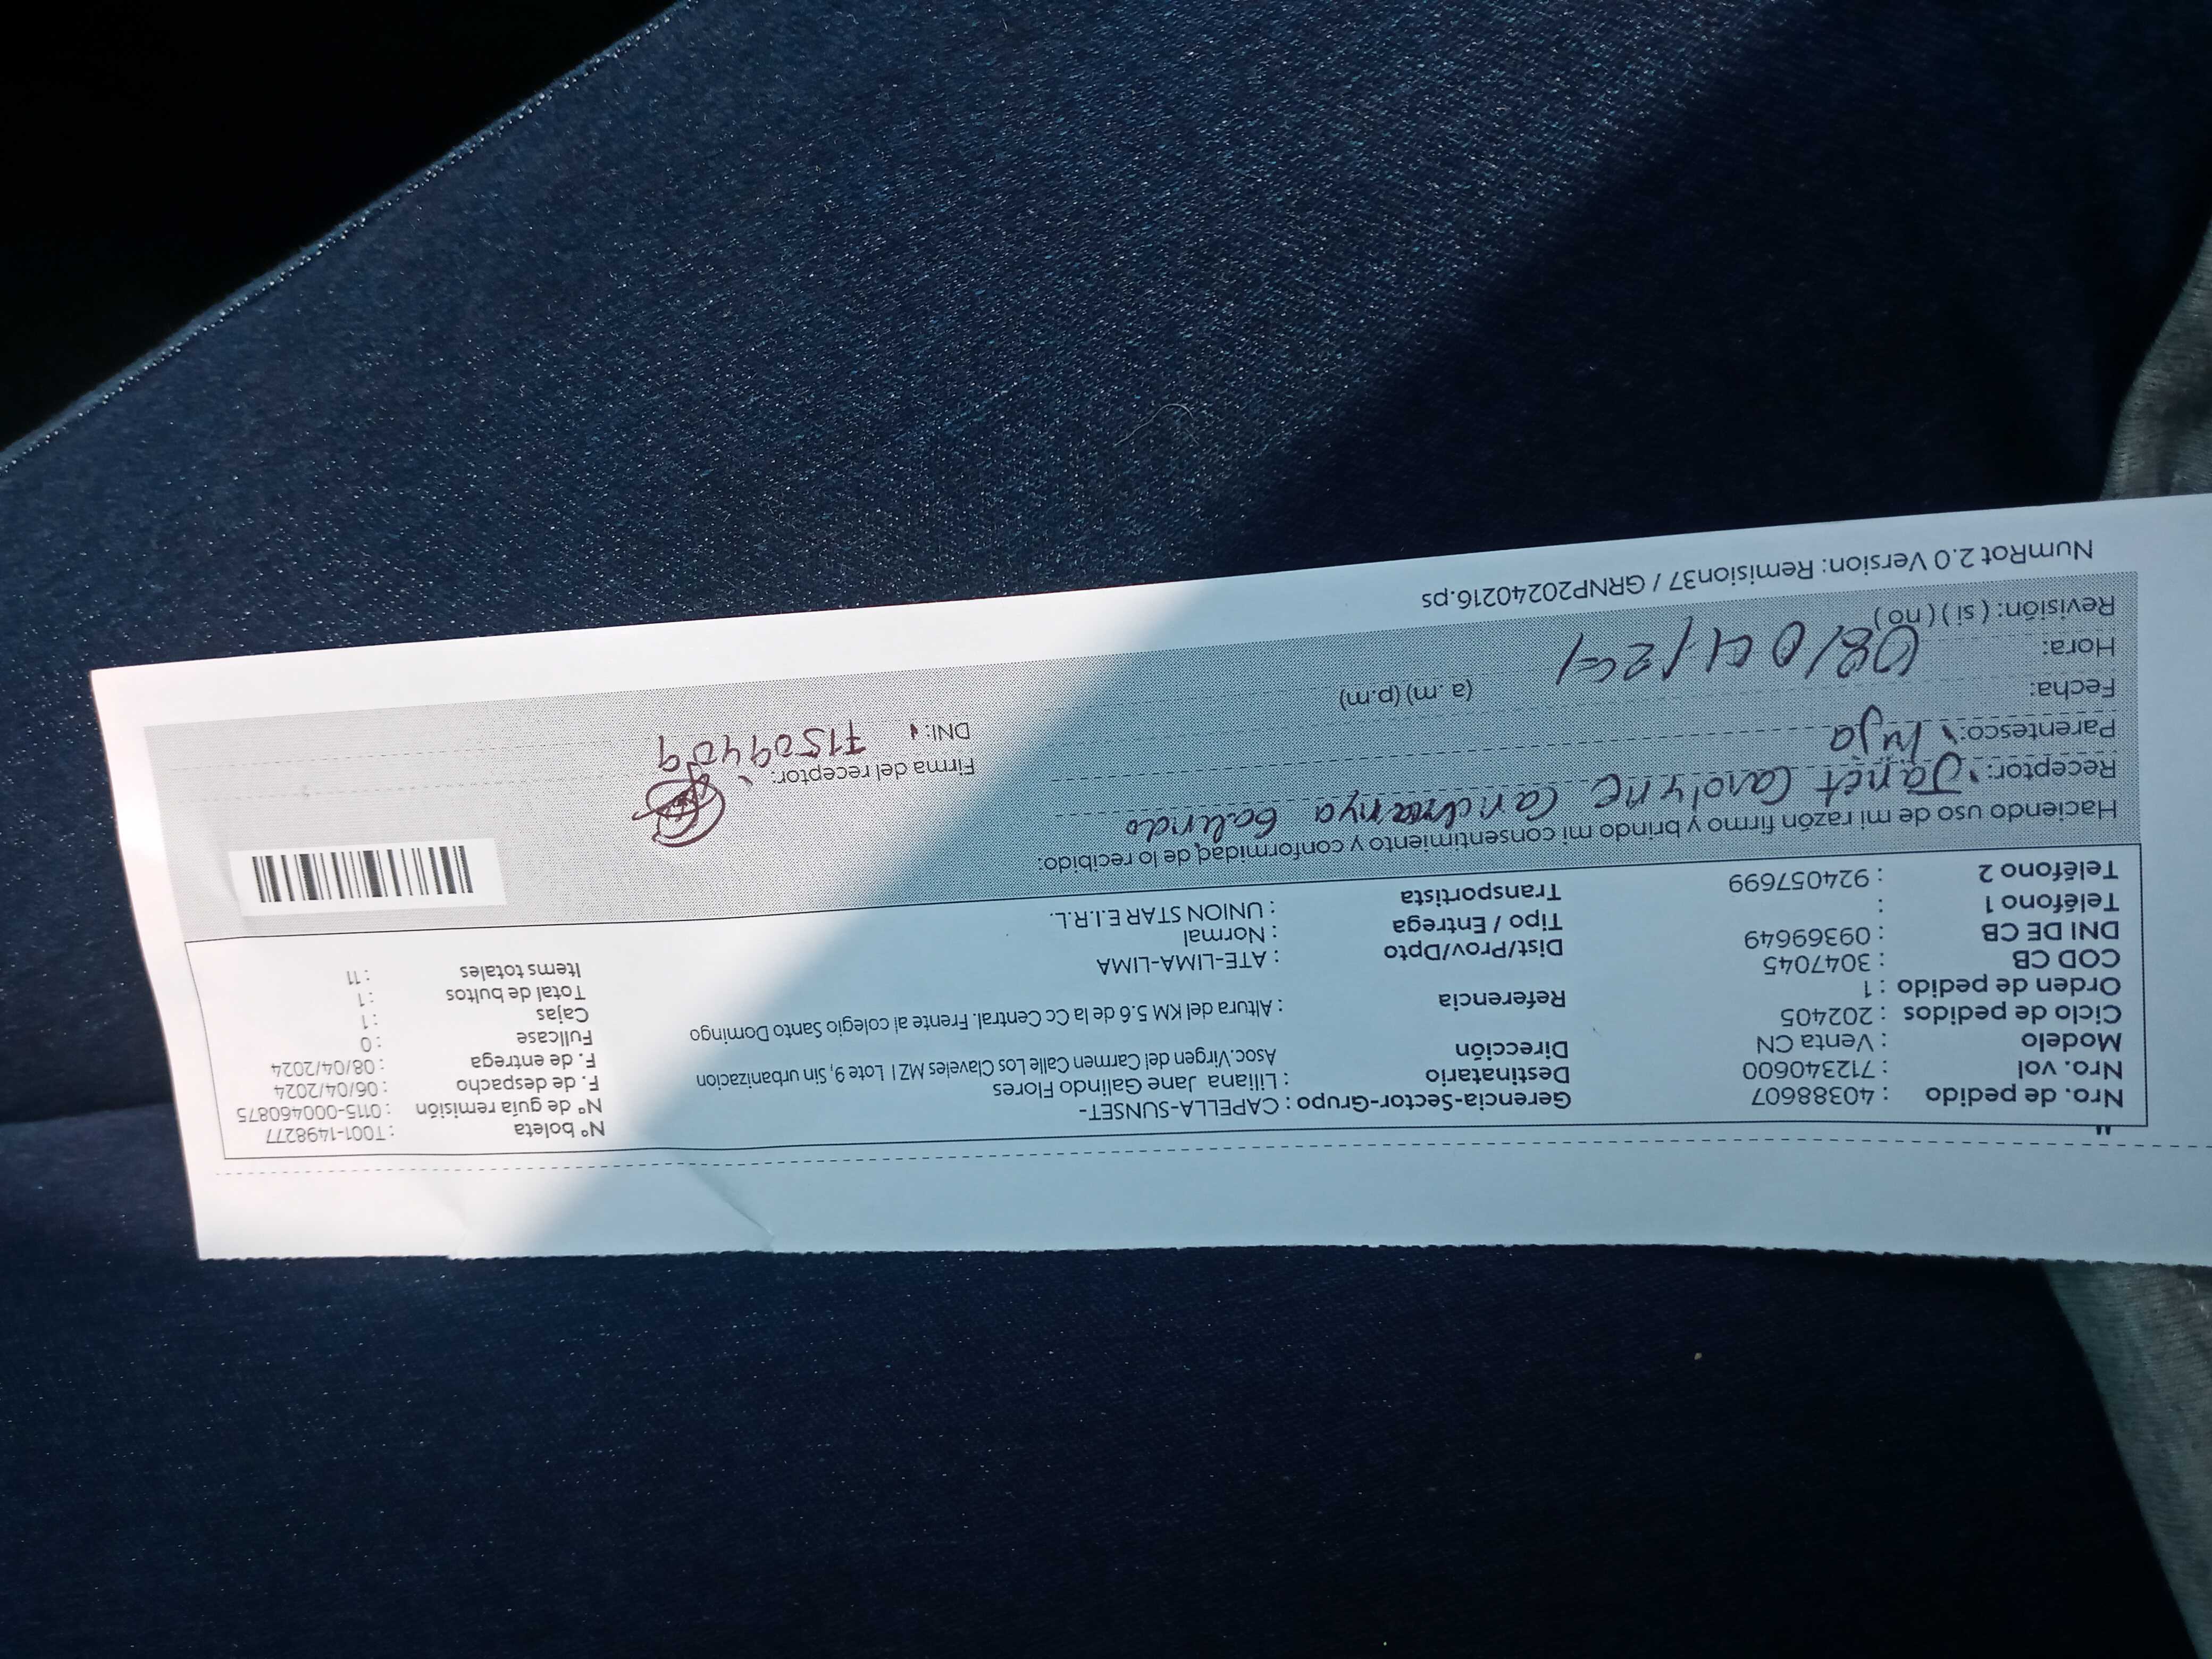 Nro. de pedido : 40388607
Nro. vol : 712340600
Modelo : Venta CN
Ciclo de pedidos : 202405
Orden de pedido : 1
COD CB : 3047045
DNI DE CB : 09369649
Teléfono 1 :
Teléfono 2 : 924057699
Gerencia-Sector-Grupo : CAPELLA-SUNSET-
Destinatario : Liliana Jane Galindo Flores
Dirección Asoc.Virgen del Carmen Calle Los Claveles MZ I Lote 9, Sin urbanizacion
Referencia : Altura del KM 5.6 de la Cc Central. Frente al colegio Santo Domingo
Dist/Prov/Dpto : ATE-LIMA-LIMA
Tipo / Entrega : Normal
Transportista : UNION STAR E.I.R.L.
N° boleta : T001-1498277
N° de guía remisión : 0115-000460875
F. de despacho : 06/04/2024
F. de entrega : 08/04/2024
Fullcase : 0
Cajas : 1
Total de bultos : 1
Items totales : 11
Haciendo uso de mi razón firmo y brindo mi consentimiento y conformidad, de lo recibido:
Receptor: Janet Carolyne Galindo
Parentesco: hija
Fecha: (a. m) (p.m)
Hora: 08/04/24
Revisión: ( si ) ( no )
Firma del receptor:
DNI: 71509409
NumRot 2.0 Version: Remision37 / GRNP20240216.ps